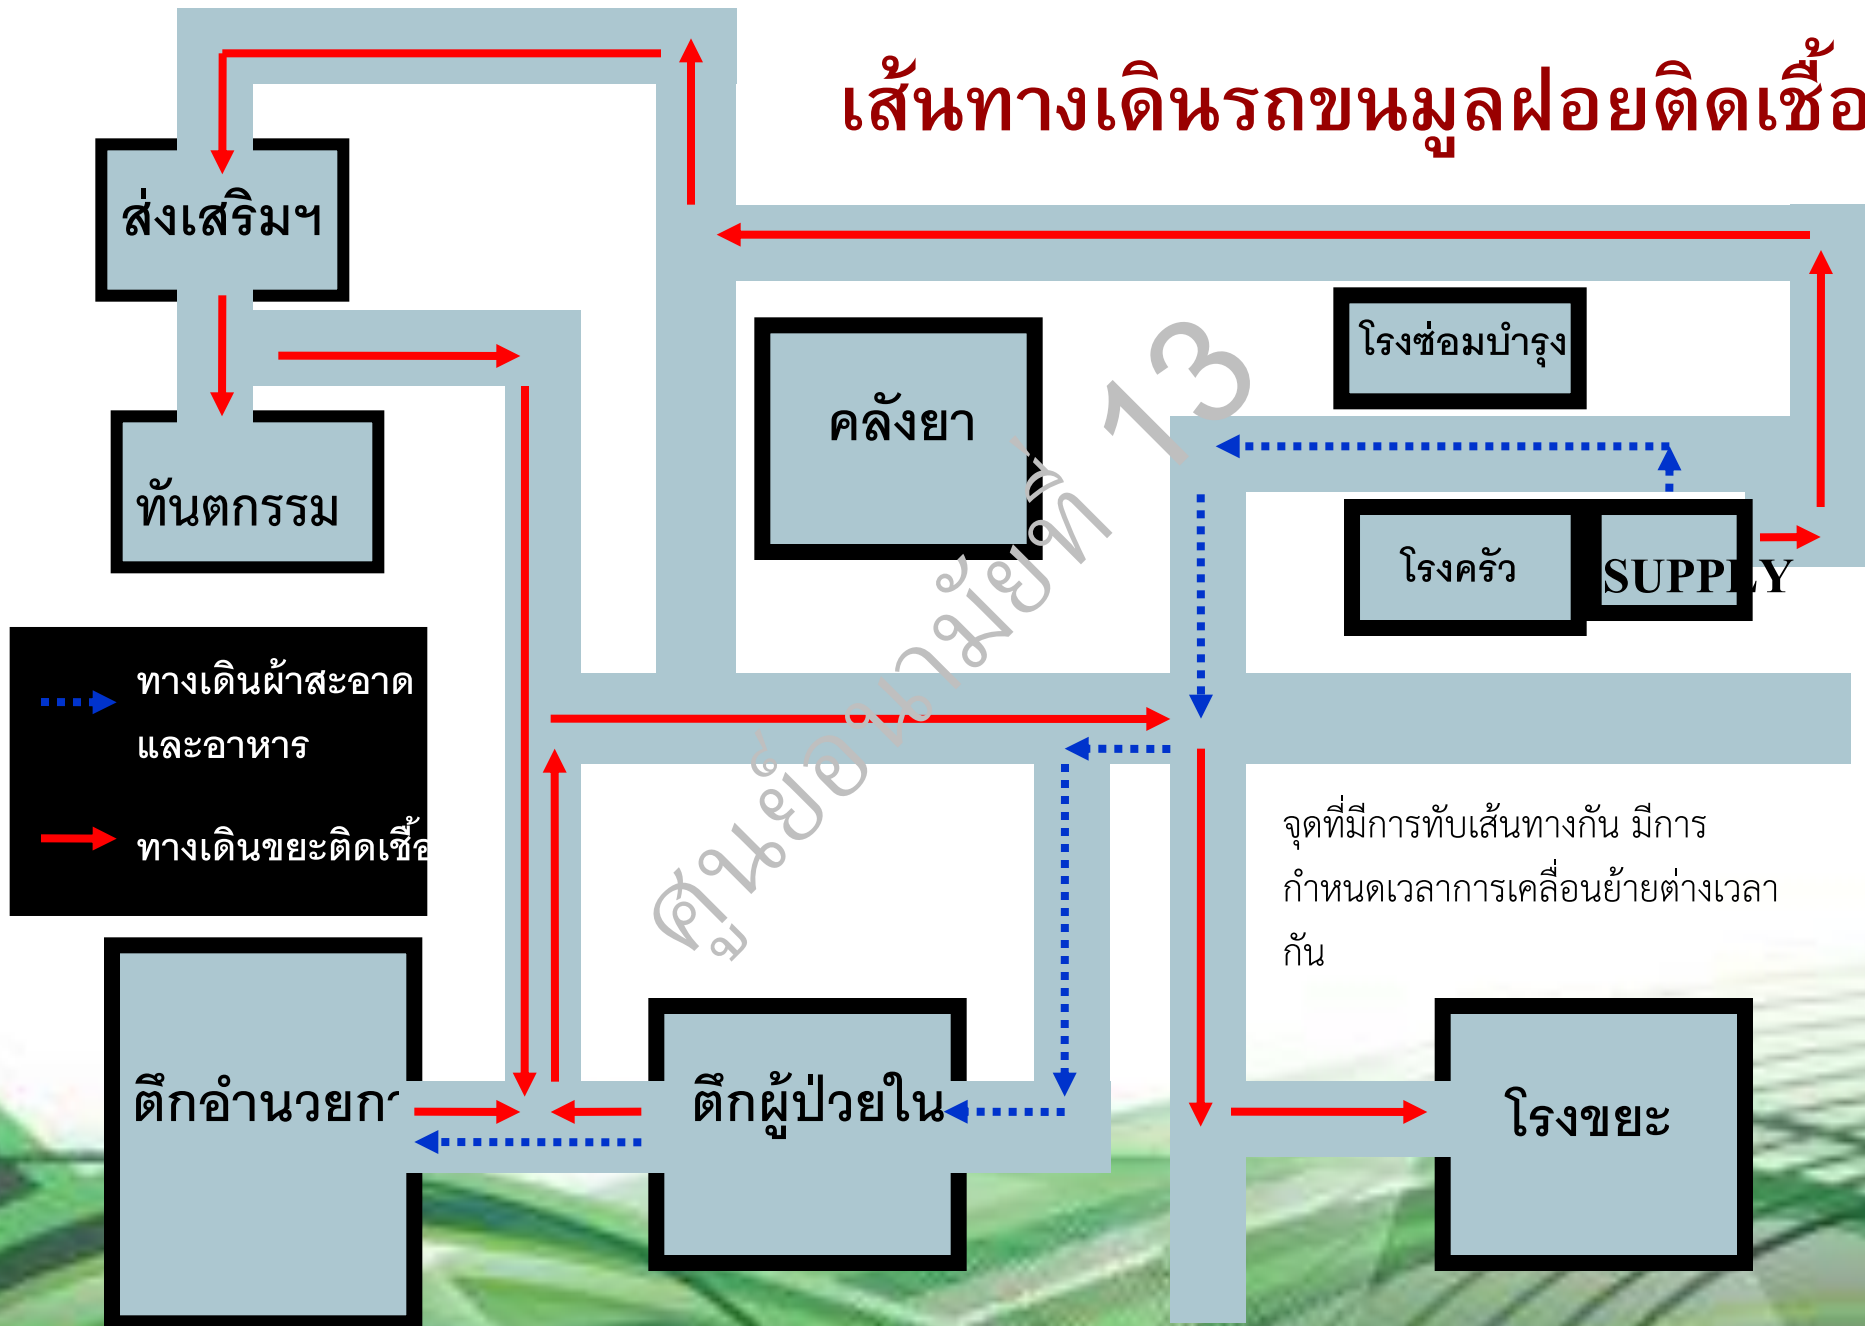 เส้นทางเดินรถขนมูลฝอยติดเชื้อ
ส่งเสริมฯ
โรงซ่อมบำรุง
คลังยา
ทันตกรรม
โรงครัว
SUPPLY
ทางเดินผ้าสะอาด
และอาหาร
ทางเดินขยะติดเชื้อ
ศูนย์อนามัยที่ 13
จุดที่มีการทับเส้นทางกัน มีการ
กำหนดเวลาการเคลื่อนย้ายต่างเวลา
กัน
ตึกอำนวยกา
ตึกผู้ป่วยใน
โรงขยะ